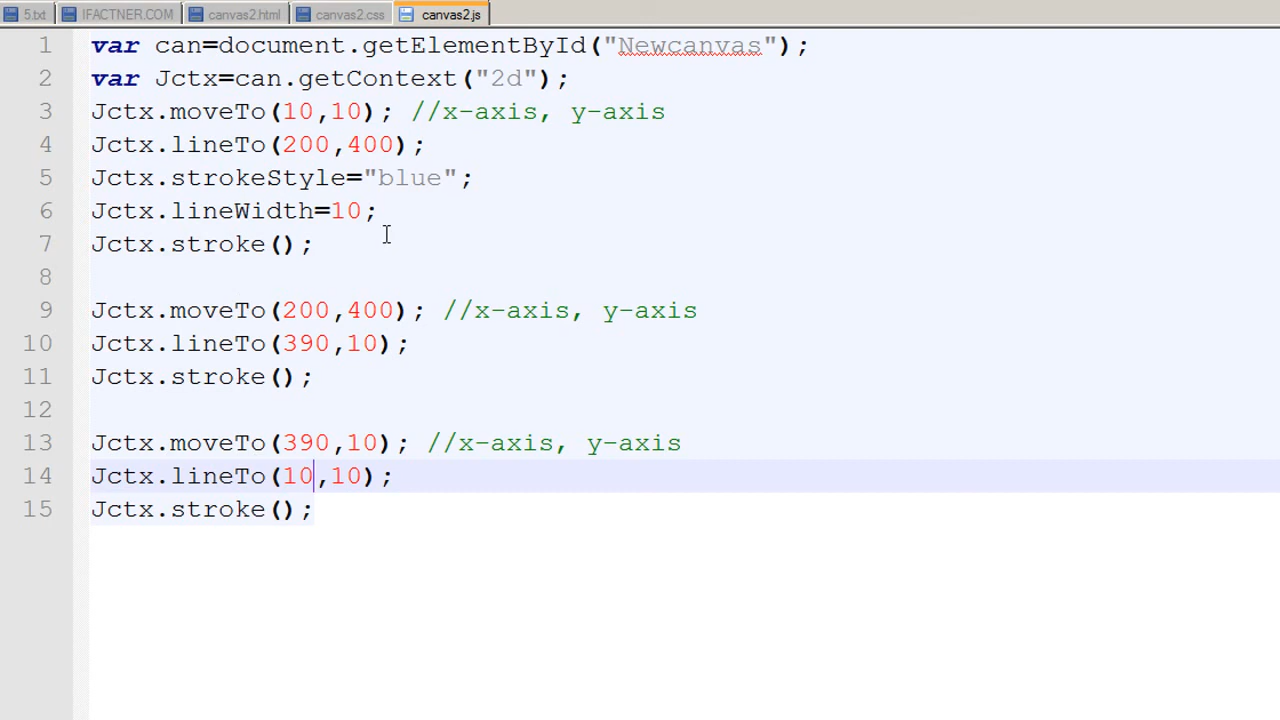 5.txt IFACTNER.COM canvas2.html canvas2.css canvas2.js
1 var can=document.getElementById("Newcanvas");
2 var Jctx=can.getContext("2d");
3 Jctx.moveTo(10,10); //x-axis, y-axis
4 Jctx.lineTo(200,400);
5 Jctx.strokeStyle="blue";
6 Jctx.lineWidth=10;
7 Jctx.stroke();
8
9 Jctx.moveTo(200,400); //x-axis, y-axis
10 Jctx.lineTo(390,10);
11 Jctx.stroke();
12
13 Jctx.moveTo(390,10); //x-axis, y-axis
14 Jctx.lineTo(10,10);
15 Jctx.stroke();